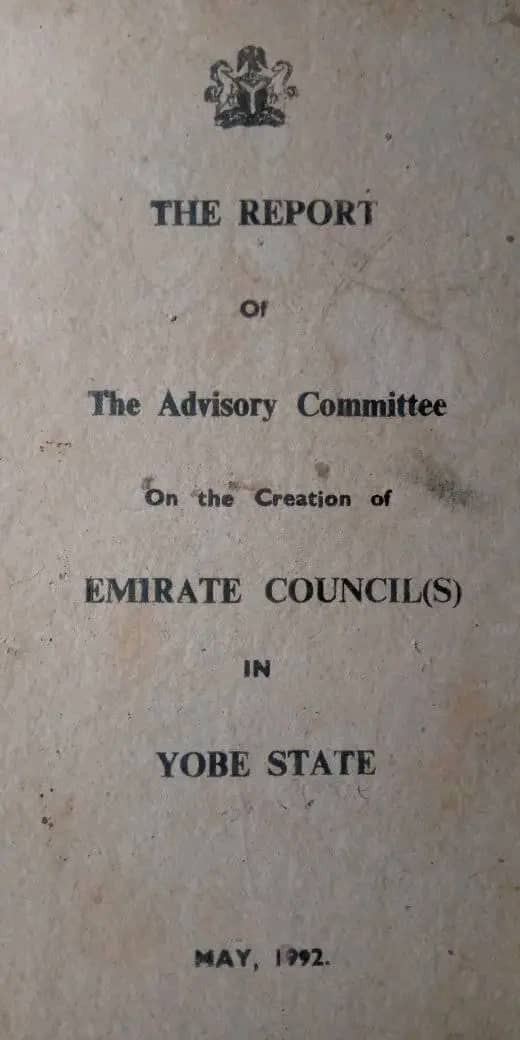 THE REPORT
Of
The Advisory Committee
On the Creation of
EMIRATE COUNCIL(S)
IN
YOBE STATE
MAY, 1992.